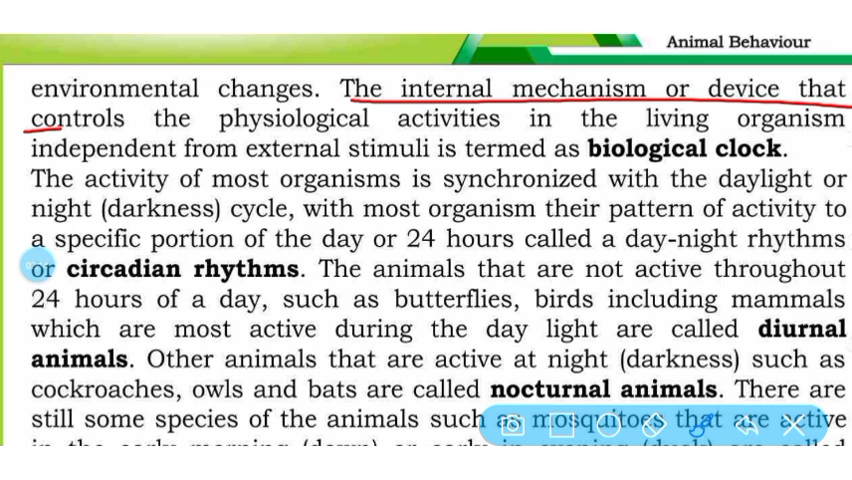 Animal Behaviour
environmental changes. The internal mechanism or device that
controls the physiological activities in the living organism
independent from external stimuli is termed as biological clock.
The activity of most organisms is synchronized with the daylight or
night (darkness) cycle, with most organism their pattern of activity to
a specific portion of the day or 24 hours called a day-night rhythms
or circadian rhythms. The animals that are not active throughout
24 hours of a day, such as butterflies, birds including mammals
which are most active during the day light are called diurnal
animals. Other animals that are active at night (darkness) such as
cockroaches, owls and bats are called nocturnal animals. There are
still some species of the animals such as mosquitoes that are active